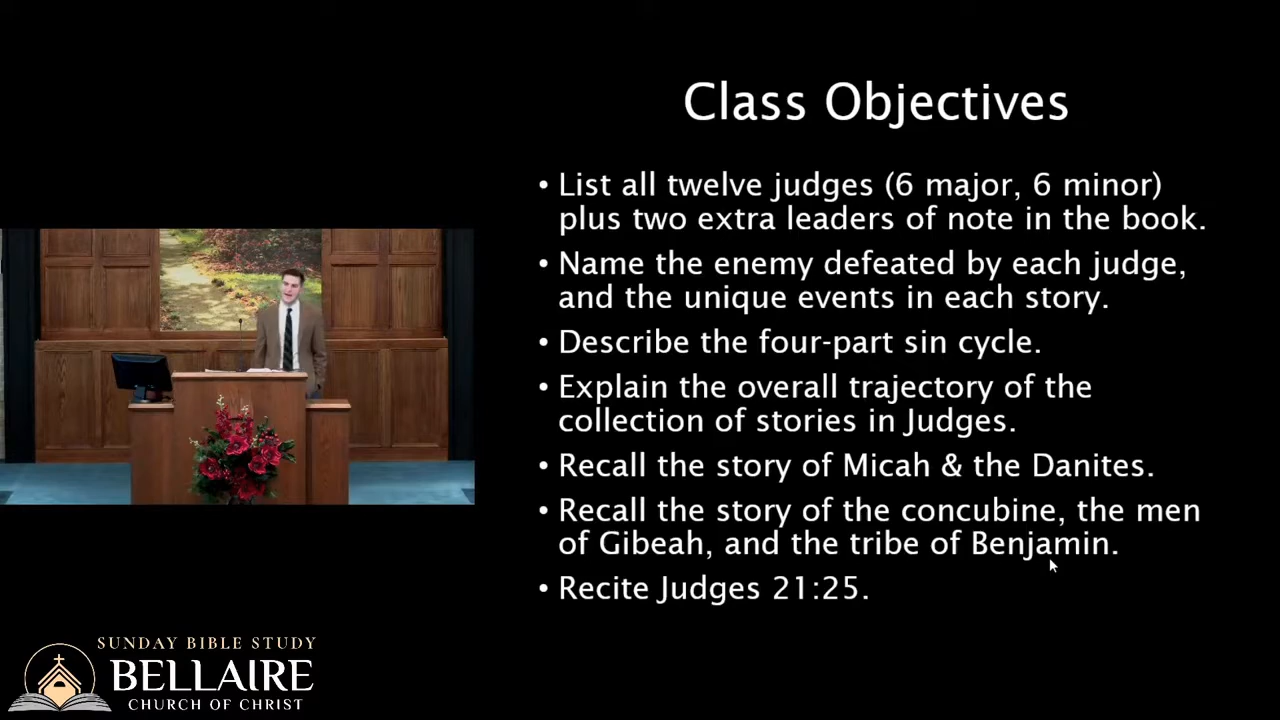 Class Objectives
• List all twelve judges (6 major, 6 minor)
plus two extra leaders of note in the book.
• Name the enemy defeated by each judge,
and the unique events in each story.
• Describe the four-part sin cycle.
• Explain the overall trajectory of the
collection of stories in Judges.
• Recall the story of Micah & the Danites.
• Recall the story of the concubine, the men
of Gibeah, and the tribe of Benjamin.
• Recite Judges 21:25.
SUNDAY BIBLE STUDY
BELLAIRE
CHURCH OF CHRIST